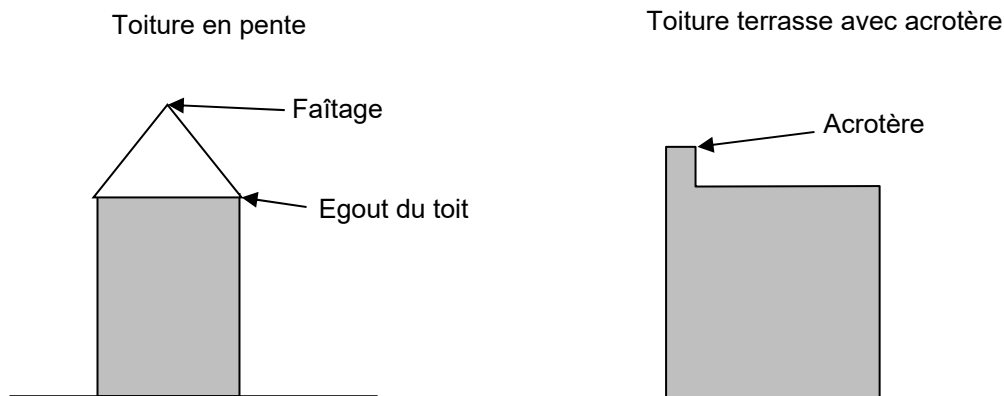 Toiture en pente
Toiture terrasse avec acrotère
Faîtage
Acrotère
Egout du toit